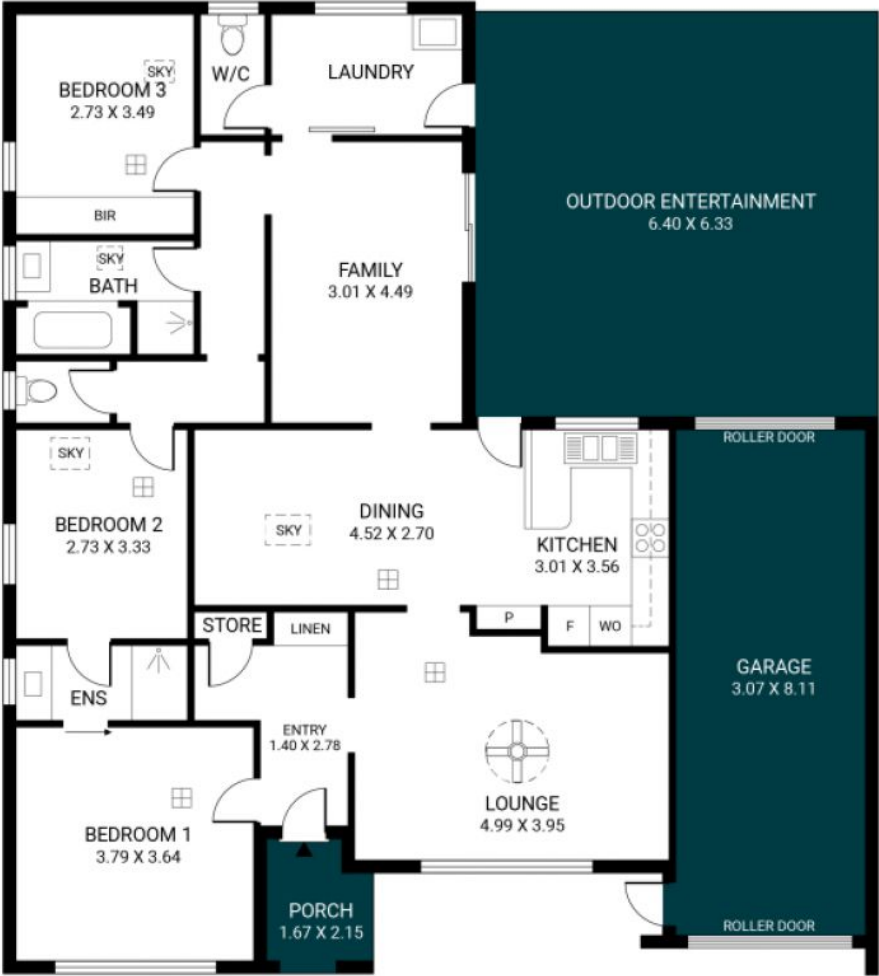 SKY
BEDROOM 3
2.73 X 3.49
BIR
W/C
LAUNDRY
OUTDOOR ENTERTAINMENT
6.40 X 6.33
SKY
BATH
FAMILY
3.01 X 4.49
SKY
BEDROOM 2
2.73 X 3.33
SKY
DINING
4.52 X 2.70
KITCHEN
3.01 X 3.56
ROLLER DOOR
STORE
LINEN
P
F
WO
GARAGE
3.07 X 8.11
ENS
ENTRY
1.40 X 2.78
LOUNGE
4.99 X 3.95
BEDROOM 1
3.79 X 3.64
PORCH
1.67 X 2.15
ROLLER DOOR